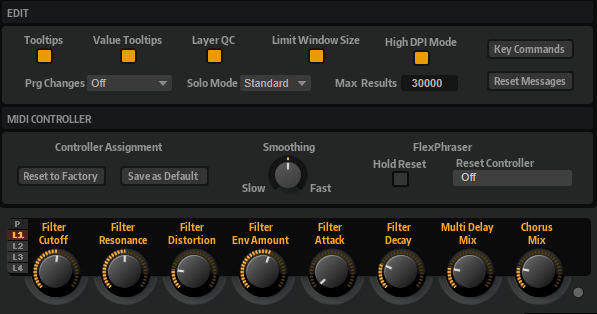 EDIT
Tooltips Value Tooltips Layer QC Limit Window Size High DPI Mode Key Commands
Prg Changes Off Solo Mode Standard Max Results 30000 Reset Messages
MIDI CONTROLLER
Controller Assignment Smoothing FlexPhraser
Hold Reset Reset Controller
Reset to Factory Save as Default Slow Fast Off
P
L1
L2
L3
L4
Filter Filter Filter Filter Filter Filter Multi Delay Chorus
Cutoff Resonance Distortion Env Amount Attack Decay Mix Mix